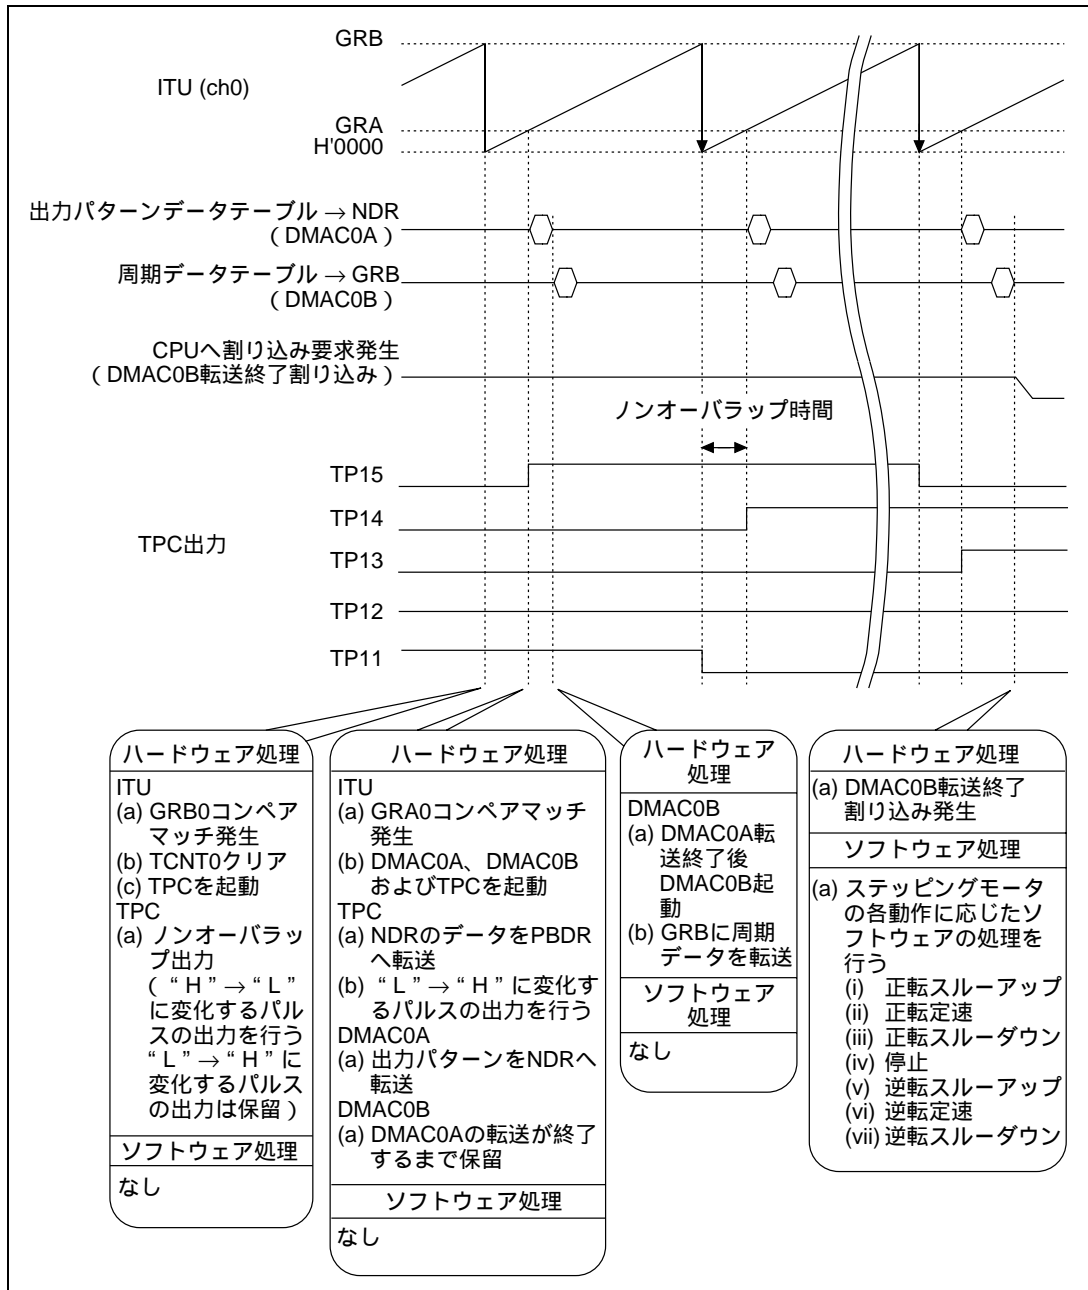 GRB
ITU (ch0)
GRA
H'0000
出力パターンデータテーブル → NDR
( DMAC0A )
周期データテーブル → GRB
( DMAC0B )
CPUへ割り込み要求発生
( DMAC0B転送終了割り込み )
ノンオーバラップ時間
TP15
TP14
TPC出力
TP13
TP12
TP11
ハードウェア処理
ITU
(a) GRB0コンペア
マッチ発生
(b) TCNT0クリア
(c) TPCを起動
TPC
(a) ノンオーバラッ
プ出力
( “ H ” → “ L ”
に変化するパル
スの出力を行う
“ L ” → “ H ” に
変化するパルス
の出力は保留 )
ソフトウェア処理
なし
ハードウェア処理
ITU
(a) GRA0コンペアマッチ
発生
(b) DMAC0A、DMAC0B
およびTPCを起動
TPC
(a) NDRのデータをPBDR
へ転送
(b) “ L ” → “ H ” に変化す
るパルスの出力を行う
DMAC0A
(a) 出力パターンをNDRへ
転送
DMAC0B
(a) DMAC0Aの転送が終了
するまで保留
ソフトウェア処理
なし
ハードウェア
処理
DMAC0B
(a) DMAC0A転
送終了後
DMAC0B起
動
(b) GRBに周期
データを転送
ソフトウェア
処理
なし
ハードウェア処理
(a) DMAC0B転送終了
割り込み発生
ソフトウェア処理
(a) ステッピングモータ
の各動作に応じたソ
フトウェアの処理を
行う
(i) 正転スルーアップ
(ii) 正転定速
(iii) 正転スルーダウン
(iv) 停止
(v) 逆転スルーアップ
(vi) 逆転定速
(vii) 逆転スルーダウン